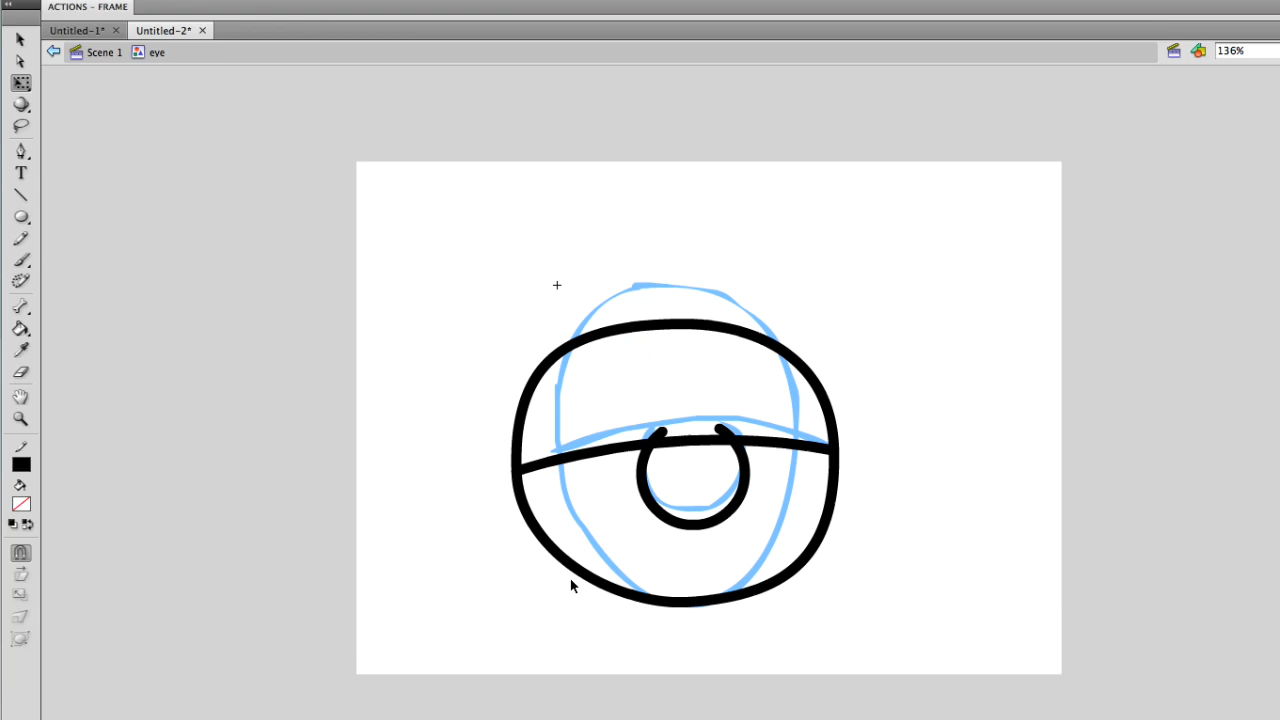 ACTIONS - FRAME
Untitled-1* Untitled-2*
Scene 1 eye 136%
T